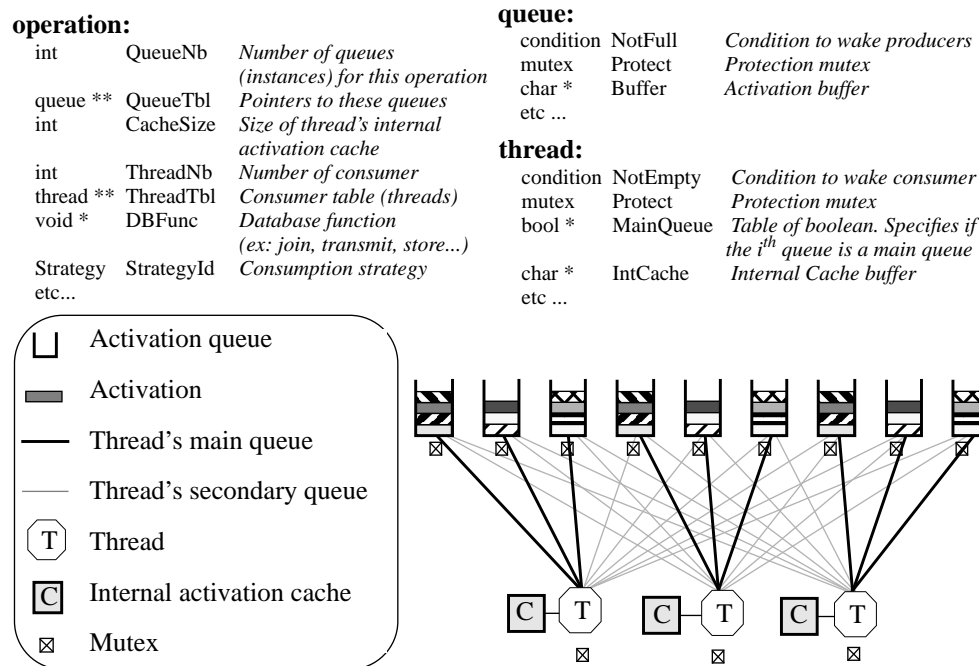 operation:
int QueueNb Number of queues
(instances) for this operation
queue ** QueueTbl Pointers to these queues
int CacheSize Size of thread's internal
activation cache
int ThreadNb Number of consumer
thread ** ThreadTbl Consumer table (threads)
void * DBFunc Database function
(ex: join, transmit, store...)
Strategy StrategyId Consumption strategy
etc...
queue:
condition NotFull Condition to wake producers
mutex Protect Protection mutex
char * Buffer Activation buffer
etc ...
thread:
condition NotEmpty Condition to wake consumer
mutex Protect Protection mutex
bool * MainQueue Table of boolean. Specifies if
the i^th queue is a main queue
char * IntCache Internal Cache buffer
etc ...
Activation queue
Activation
Thread's main queue
Thread's secondary queue
T Thread
C Internal activation cache
Mutex
C T C T C T